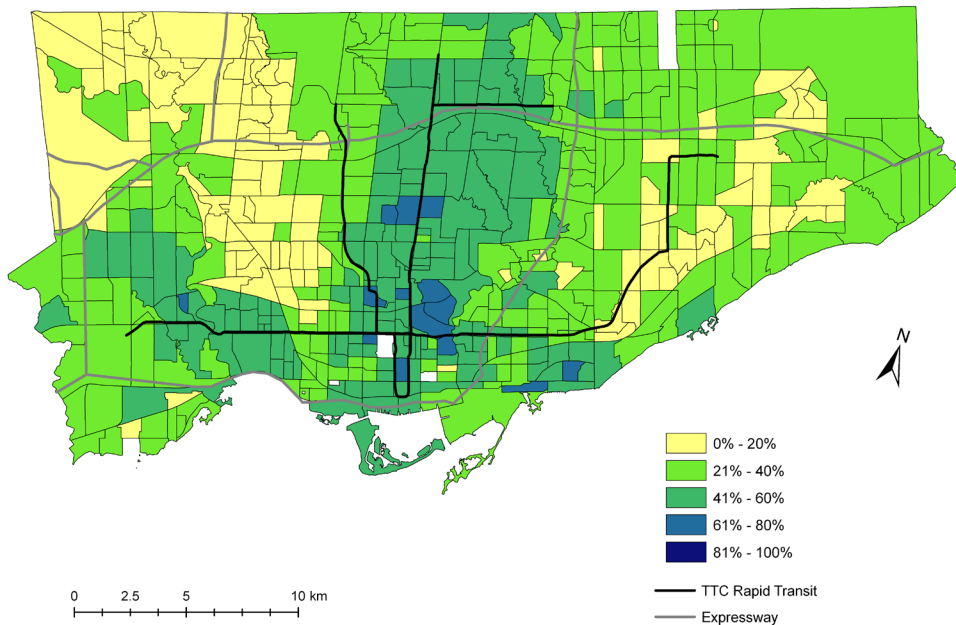 N
0% - 20%
21% - 40%
41% - 60%
61% - 80%
81% - 100%
TTC Rapid Transit
Expressway
0 2.5 5 10 km